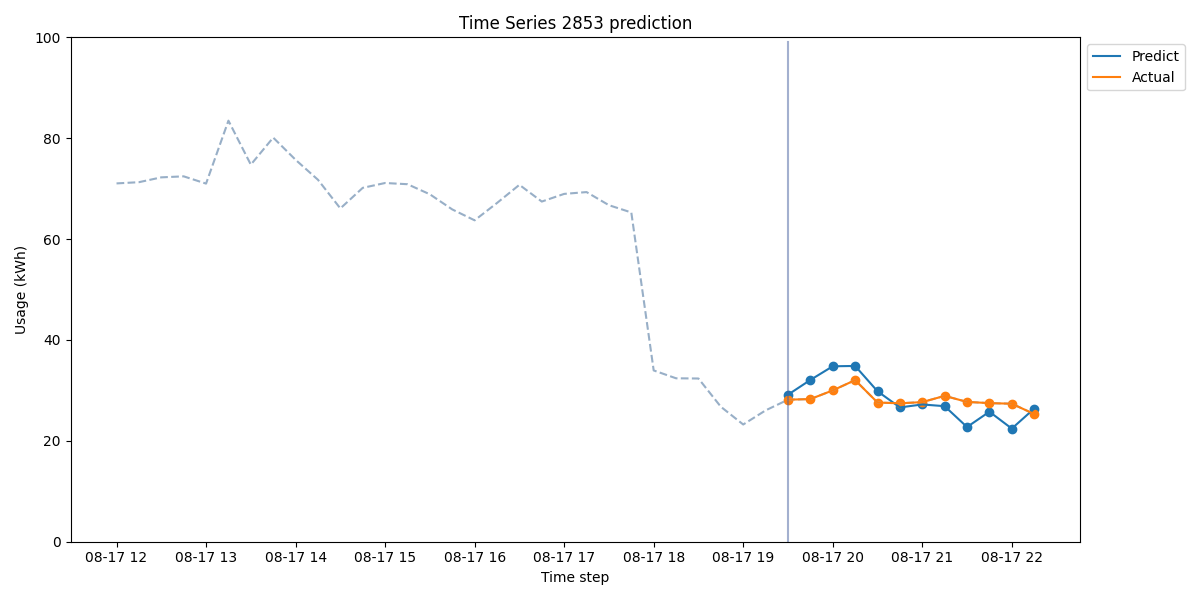 Time Series 2853 prediction
Predict
Actual
100
80
60
40
20
0
Usage (kWh)
08-17 12 08-17 13 08-17 14 08-17 15 08-17 16 08-17 17 08-17 18 08-17 19 08-17 20 08-17 21 08-17 22
Time step